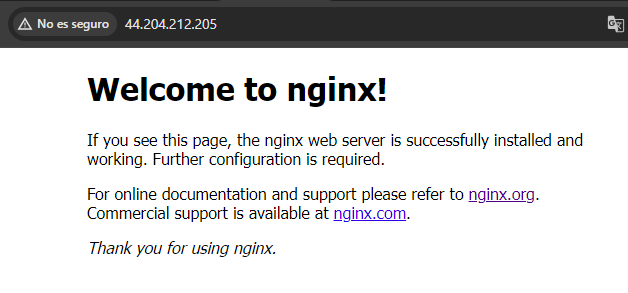 No es seguro 44.204.212.205
Welcome to nginx!
If you see this page, the nginx web server is successfully installed and
working. Further configuration is required.
For online documentation and support please refer to nginx.org.
Commercial support is available at nginx.com.
Thank you for using nginx.